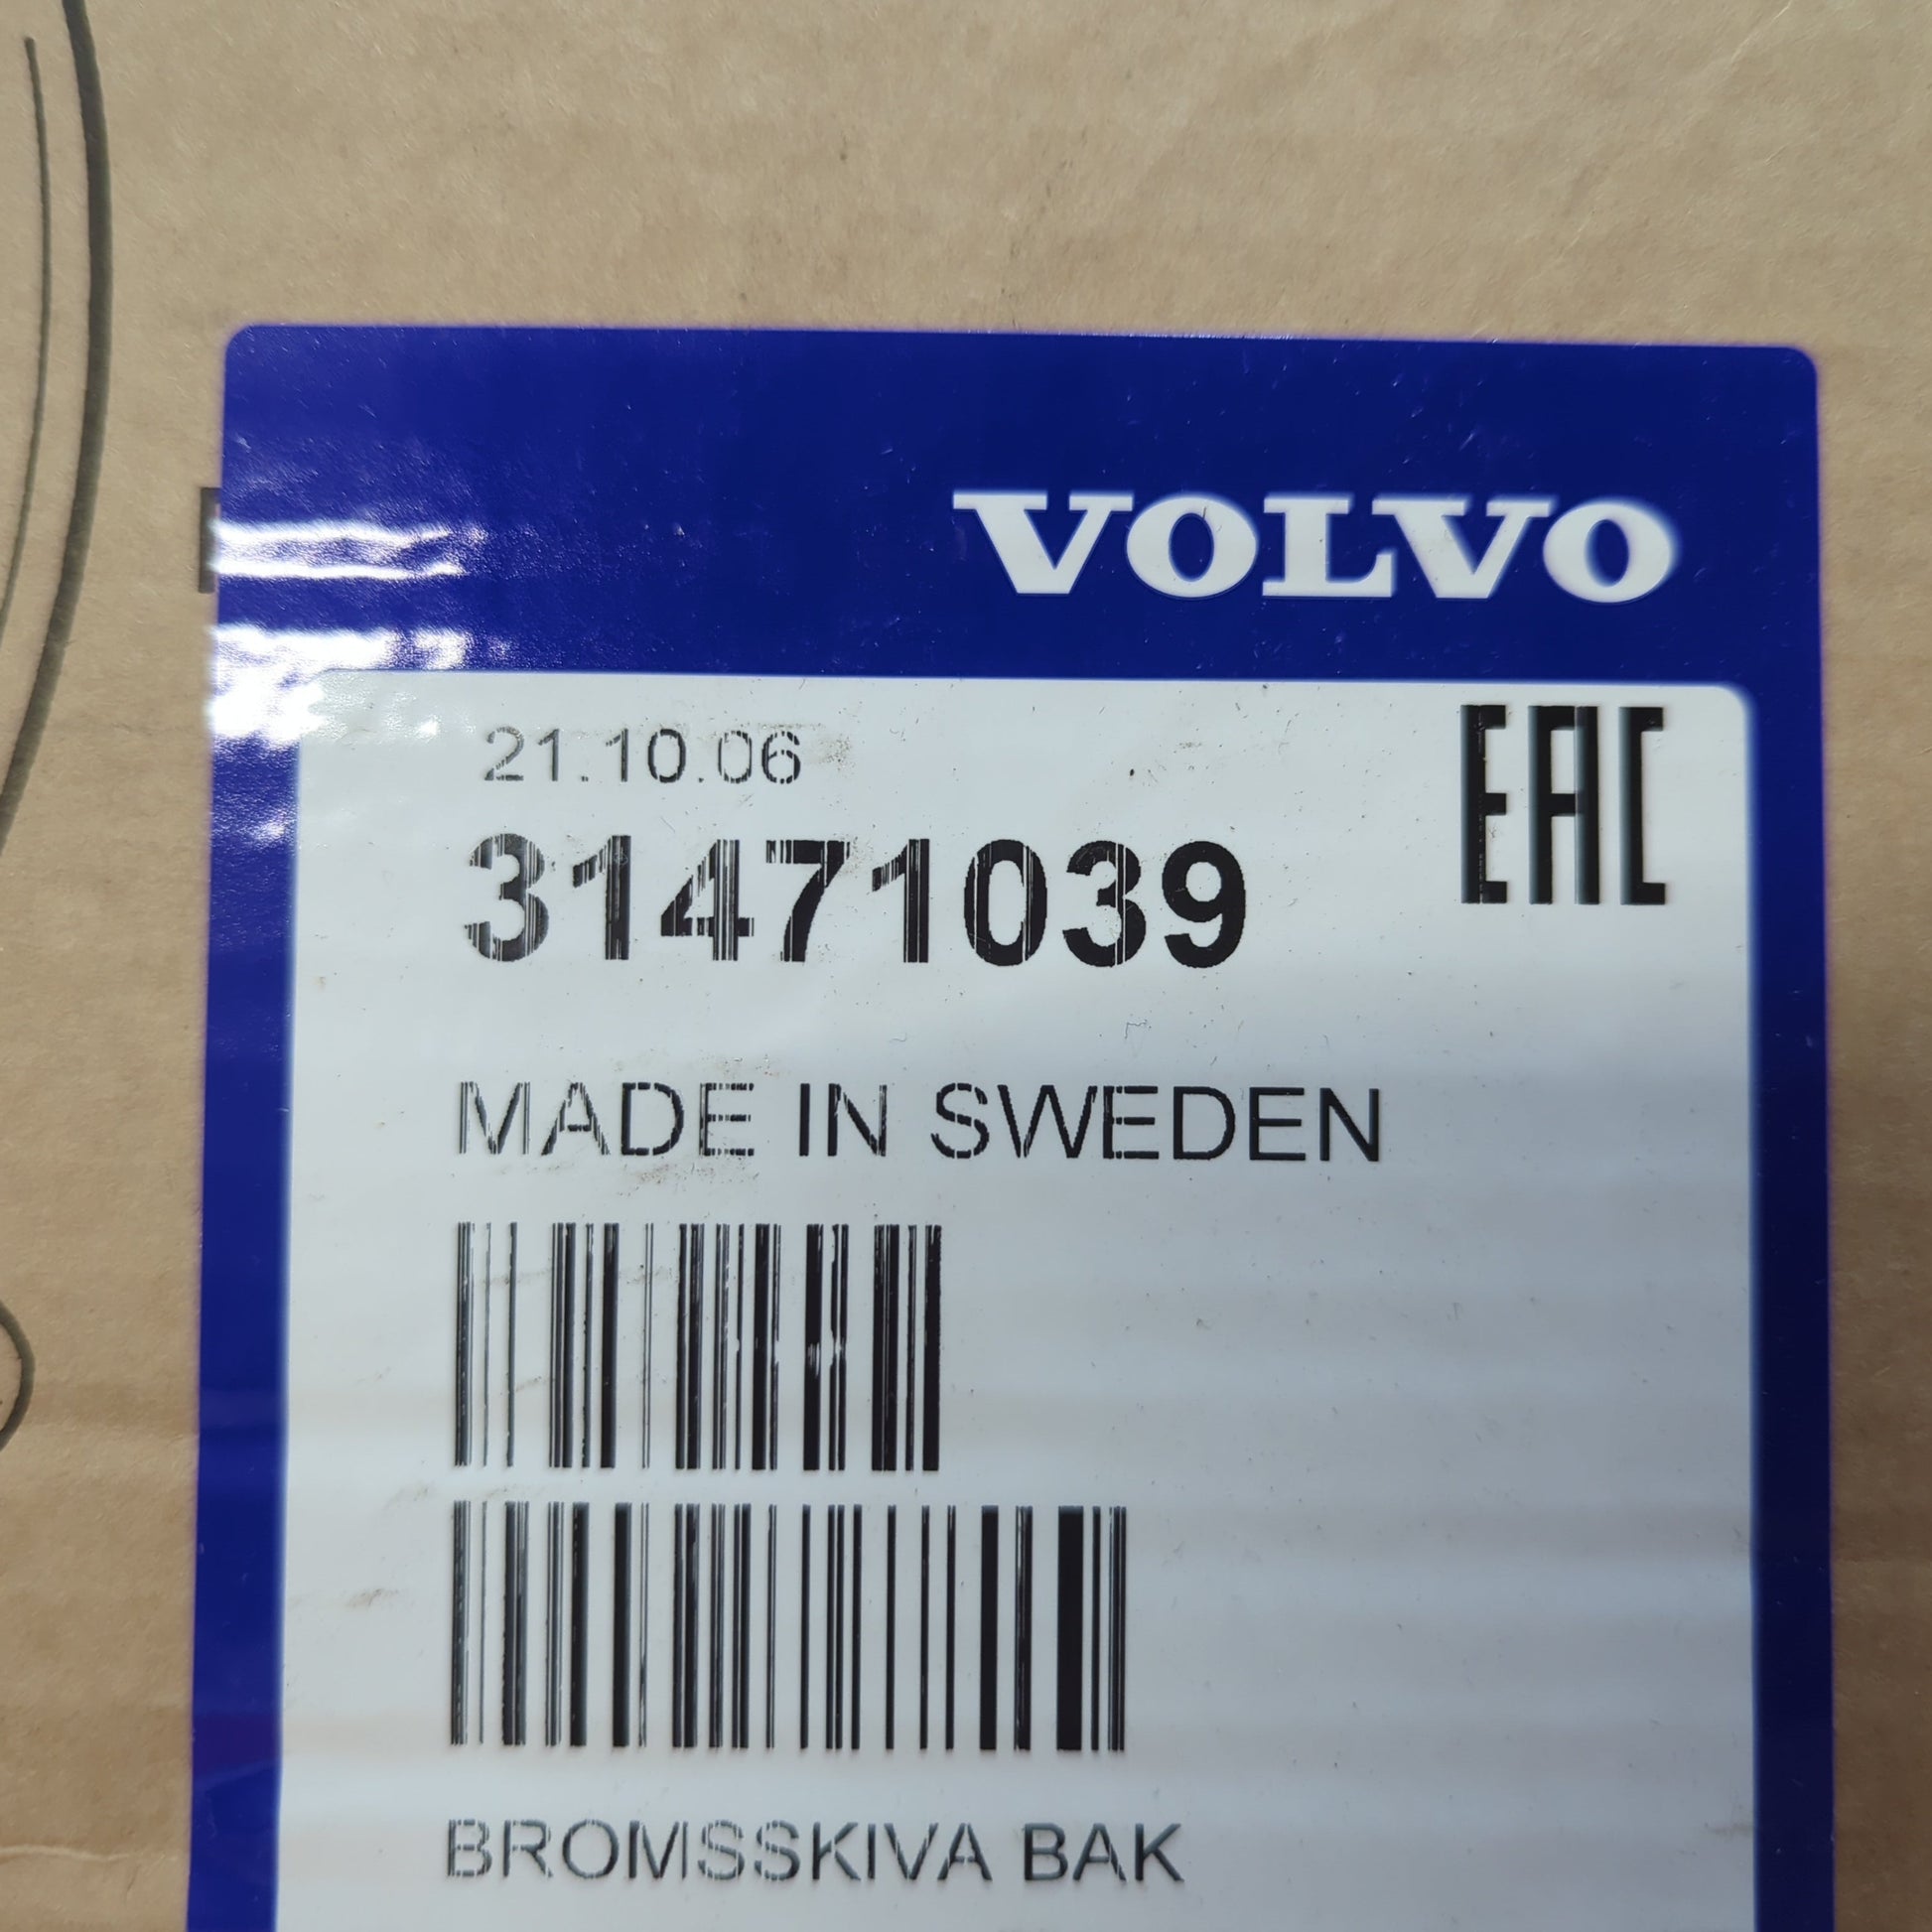 VOLVO
21.10.06
EAC
31471039
MADE IN SWEDEN
BROMSSKIVA BAK